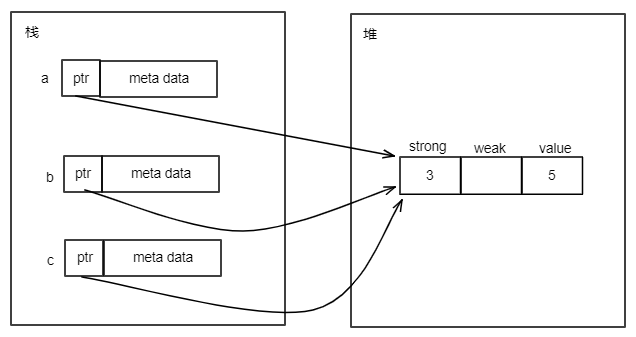 栈
堆
a ptr meta data
strong weak value
3 5
b ptr meta data
c ptr meta data